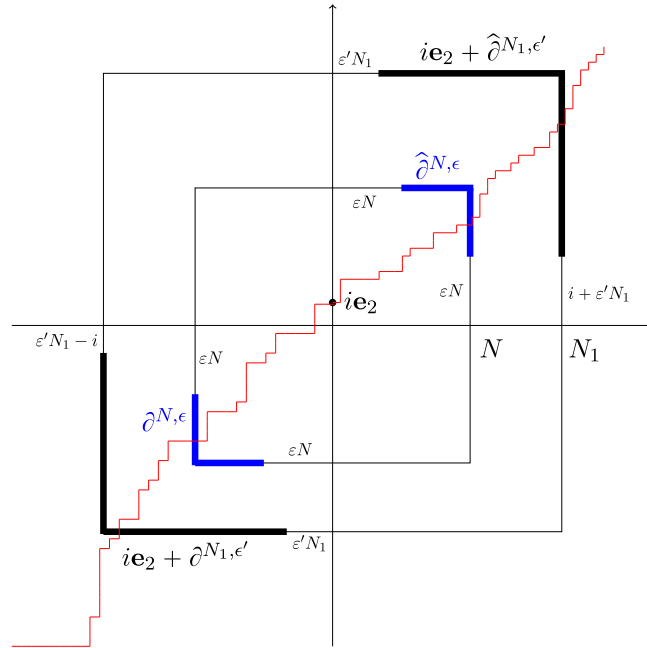 ε′N₁
ie₂ + ∂̂^{N₁,ϵ′}
∂̂^{N,ϵ}
εN
εN
i + ε′N₁
ie₂
ε′N₁ − i
εN
N
N₁
∂^{N,ϵ}
εN
ie₂ + ∂^{N₁,ϵ′}
ε′N₁